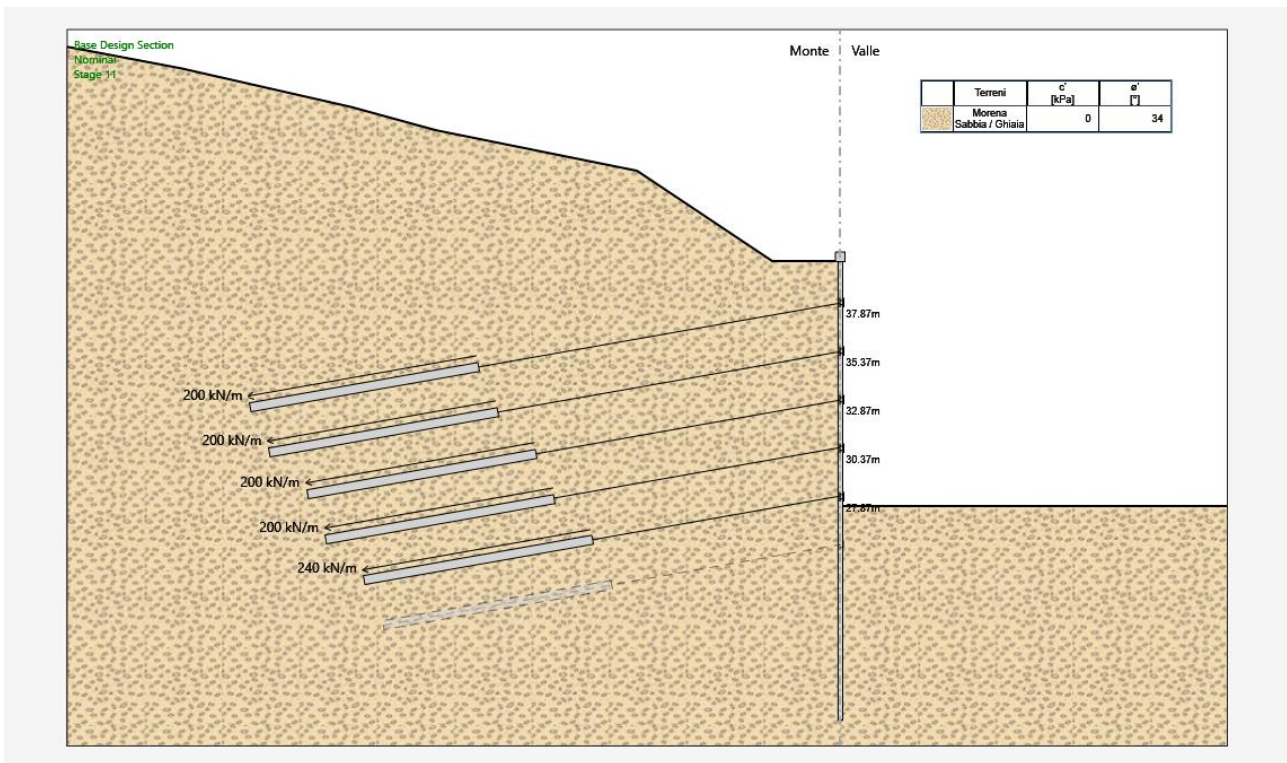 Base Design Section
Nominal
Stage 11
Monte Valle
Terreni c' ø'
[kPa] [°]
Morena
Sabbia / Ghiaia 0 34
37.87m
35.37m
32.87m
30.37m
27.87m
200 kN/m
200 kN/m
200 kN/m
200 kN/m
240 kN/m